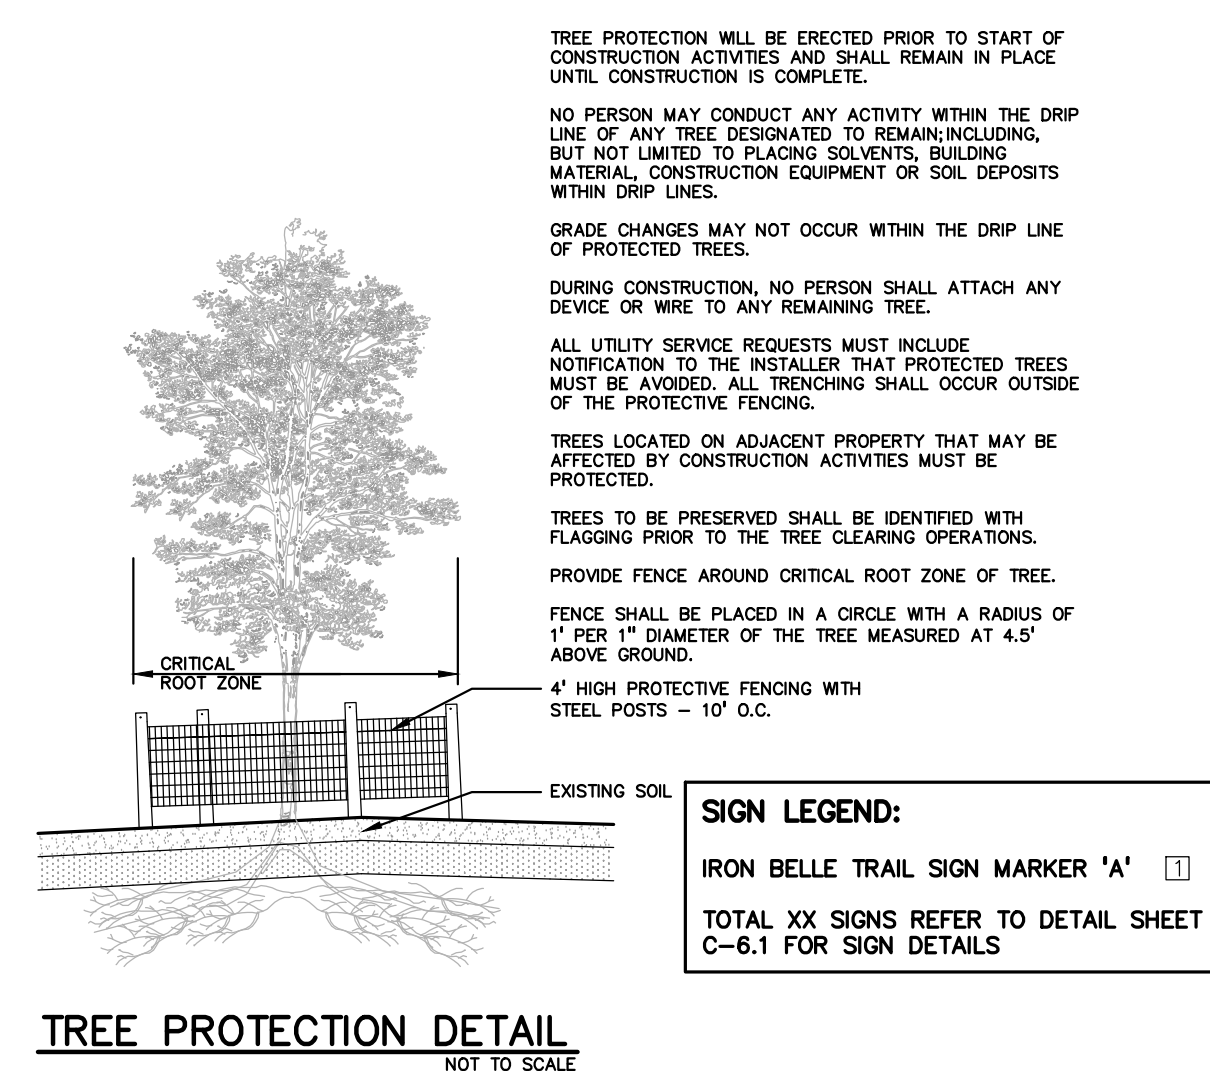 TREE PROTECTION WILL BE ERECTED PRIOR TO START OF
CONSTRUCTION ACTIVITIES AND SHALL REMAIN IN PLACE
UNTIL CONSTRUCTION IS COMPLETE.
NO PERSON MAY CONDUCT ANY ACTIVITY WITHIN THE DRIP
LINE OF ANY TREE DESIGNATED TO REMAIN; INCLUDING,
BUT NOT LIMITED TO PLACING SOLVENTS, BUILDING
MATERIAL, CONSTRUCTION EQUIPMENT OR SOIL DEPOSITS
WITHIN DRIP LINES.
GRADE CHANGES MAY NOT OCCUR WITHIN THE DRIP LINE
OF PROTECTED TREES.
DURING CONSTRUCTION, NO PERSON SHALL ATTACH ANY
DEVICE OR WIRE TO ANY REMAINING TREE.
ALL UTILITY SERVICE REQUESTS MUST INCLUDE
NOTIFICATION TO THE INSTALLER THAT PROTECTED TREES
MUST BE AVOIDED. ALL TRENCHING SHALL OCCUR OUTSIDE
OF THE PROTECTIVE FENCING.
TREES LOCATED ON ADJACENT PROPERTY THAT MAY BE
AFFECTED BY CONSTRUCTION ACTIVITIES MUST BE
PROTECTED.
TREES TO BE PRESERVED SHALL BE IDENTIFIED WITH
FLAGGING PRIOR TO THE TREE CLEARING OPERATIONS.
PROVIDE FENCE AROUND CRITICAL ROOT ZONE OF TREE.
FENCE SHALL BE PLACED IN A CIRCLE WITH A RADIUS OF
1' PER 1" DIAMETER OF THE TREE MEASURED AT 4.5'
ABOVE GROUND.
CRITICAL
ROOT ZONE
4' HIGH PROTECTIVE FENCING WITH
STEEL POSTS – 10' O.C.
EXISTING SOIL
SIGN LEGEND:
IRON BELLE TRAIL SIGN MARKER 'A' 1
TOTAL XX SIGNS REFER TO DETAIL SHEET
C–6.1 FOR SIGN DETAILS
TREE PROTECTION DETAIL
NOT TO SCALE